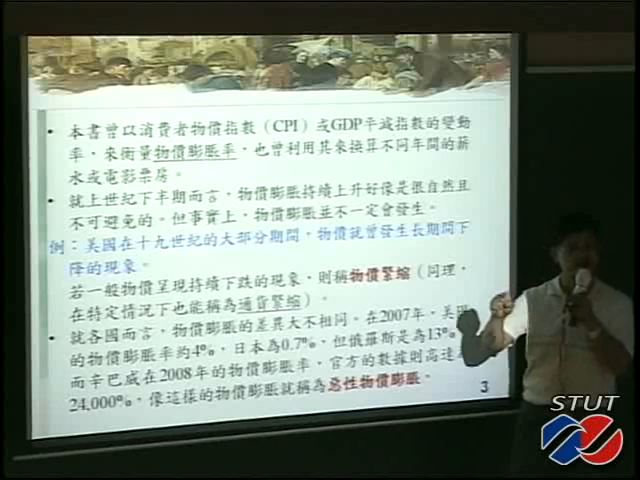 • 本書曾以消費者物價指數（CPI）或GDP平減指數的變動
率，來衡量物價膨脹率，也曾利用其來換算不同年間的薪
水或電影票房。
• 就上世紀下半期而言，物價膨脹持續上升好像是很自然且
不可避免的。但事實上，物價膨脹並不一定會發生。
例：美國在十九世紀的大部分期間，物價就曾發生長期間下
降的現象。
若一般物價呈現持續下跌的現象，則稱物價緊縮（同理，
在特定情況下也能稱為通貨緊縮）。
• 就各國而言，物價膨脹的差異大不相同。在2007年，美國
的物價膨脹率約4%，日本為0.7%，但俄羅斯是為13%
而辛巴威在2008年的物價膨脹率，官方的數據則高達
24,000%，像這樣的物價膨脹就稱為惡性物價膨脹。
3
STUT